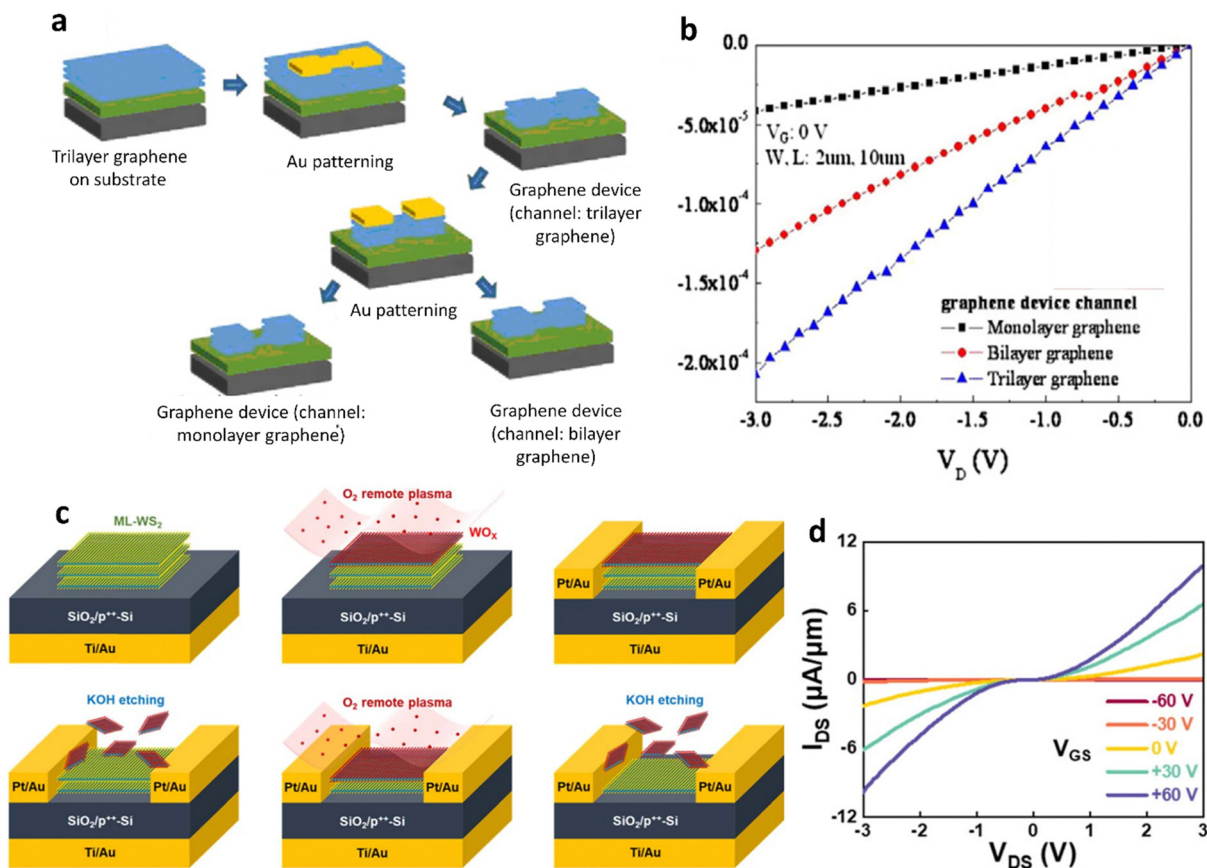 a
Trilayer graphene
on substrate
Au patterning
Graphene device
(channel: trilayer
graphene)
Au patterning
Graphene device (channel:
monolayer graphene)
Graphene device
(channel: bilayer
graphene)
b
0.0
-5.0x10⁻⁵
-1.0x10⁻⁴
-1.5x10⁻⁴
-2.0x10⁻⁴
V_G: 0 V
W, L: 2um, 10um
graphene device channel
Monolayer graphene
Bilayer graphene
Trilayer graphene
-3.0 -2.5 -2.0 -1.5 -1.0 -0.5 0.0
V_D (V)
c
ML-WS₂
SiO₂/p⁺⁺-Si
Ti/Au
O₂ remote plasma
WOₓ
SiO₂/p⁺⁺-Si
Ti/Au
Pt/Au Pt/Au
SiO₂/p⁺⁺-Si
Ti/Au
KOH etching
Pt/Au Pt/Au
SiO₂/p⁺⁺-Si
Ti/Au
O₂ remote plasma
Pt/Au Pt/Au
SiO₂/p⁺⁺-Si
Ti/Au
KOH etching
Pt/Au Pt/Au
SiO₂/p⁺⁺-Si
Ti/Au
d
I_DS (μA/μm)
12
6
0
-6
-12
V_GS
-60 V
-30 V
0 V
+30 V
+60 V
-3 -2 -1 0 1 2 3
V_DS (V)